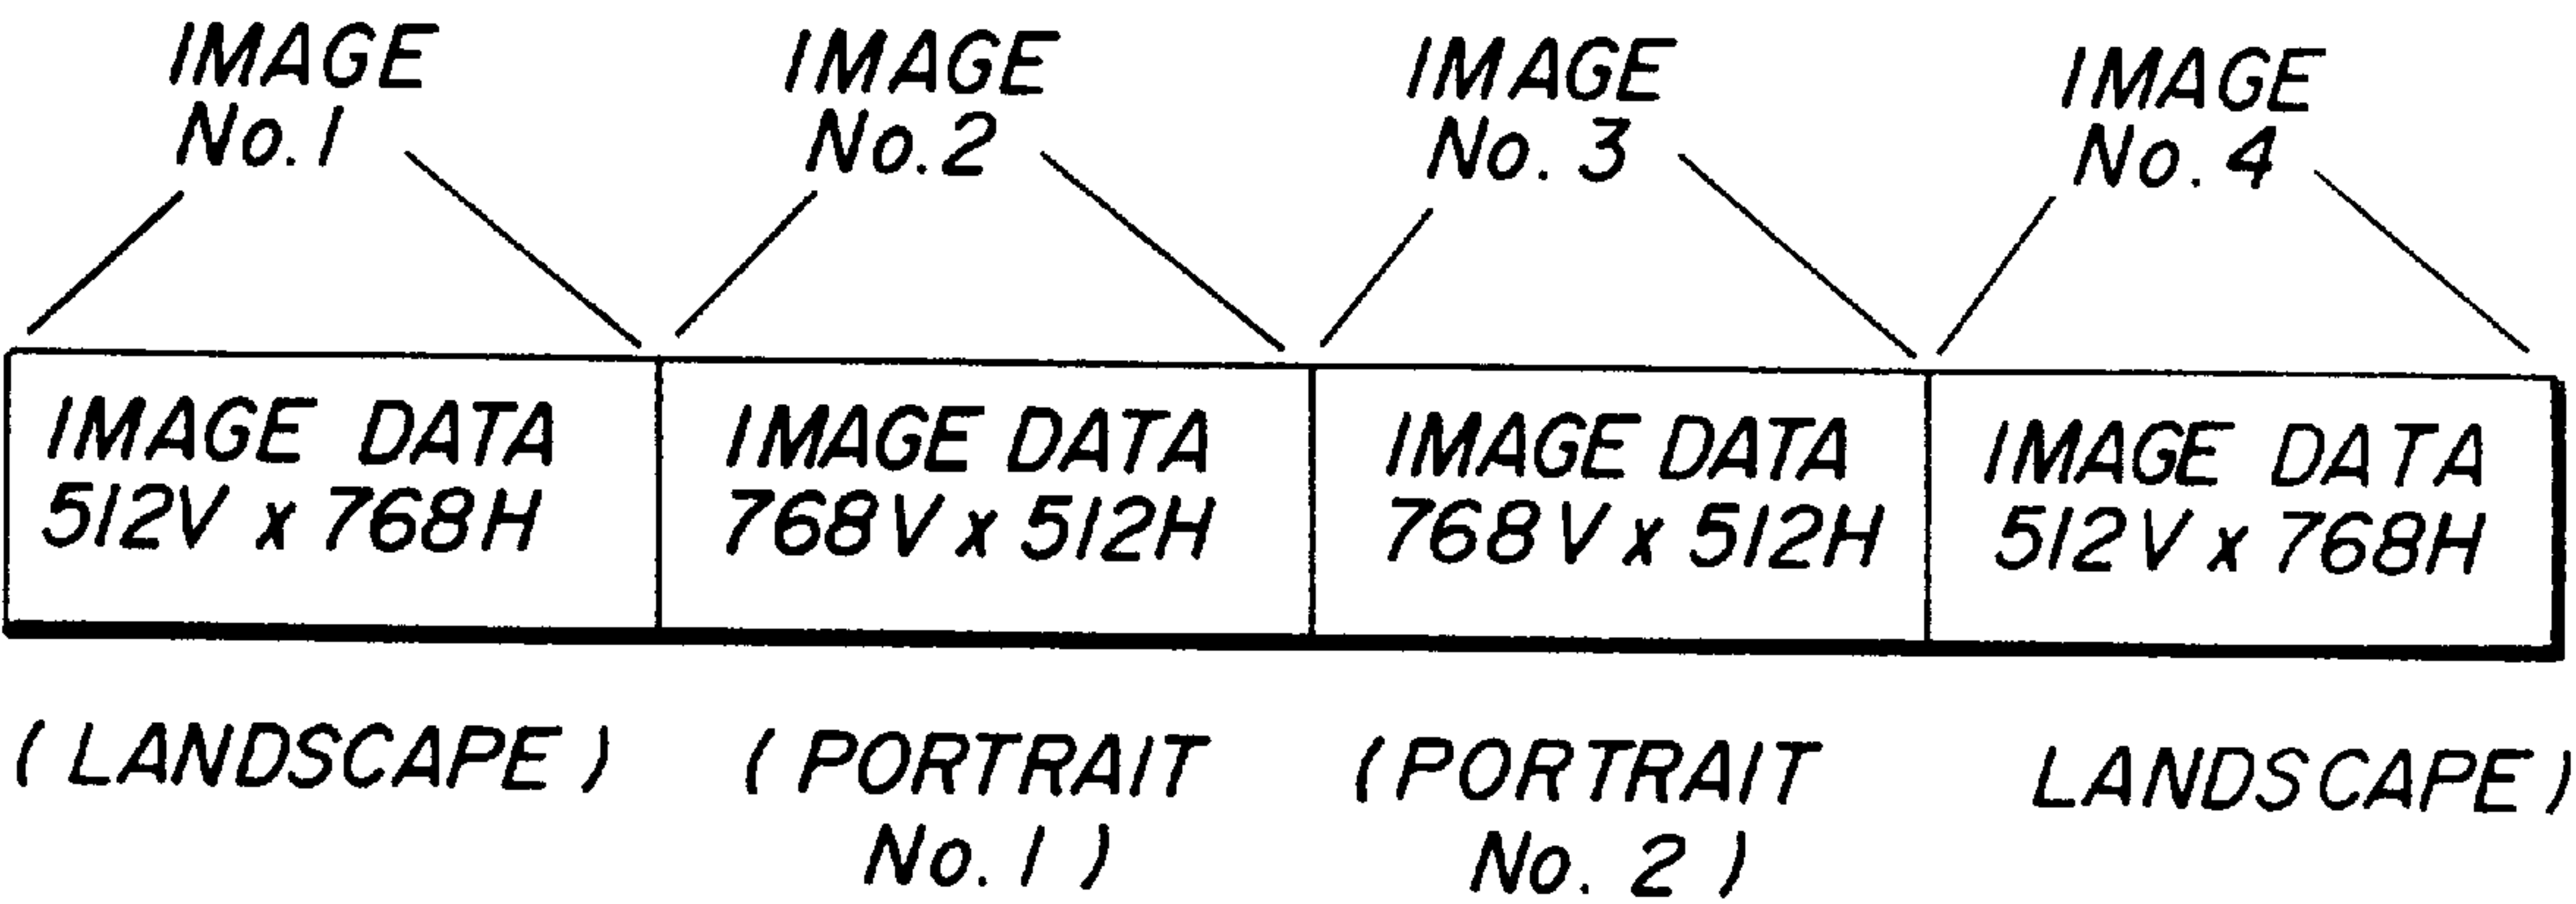 IMAGE
No. 1
IMAGE
No. 2
IMAGE
No. 3
IMAGE
No. 4
IMAGE DATA
512V x 768H
IMAGE DATA
768V x 512H
IMAGE DATA
768V x 512H
IMAGE DATA
512V x 768H
(LANDSCAPE)
(PORTRAIT
No. 1)
(PORTRAIT
No. 2)
LANDSCAPE)